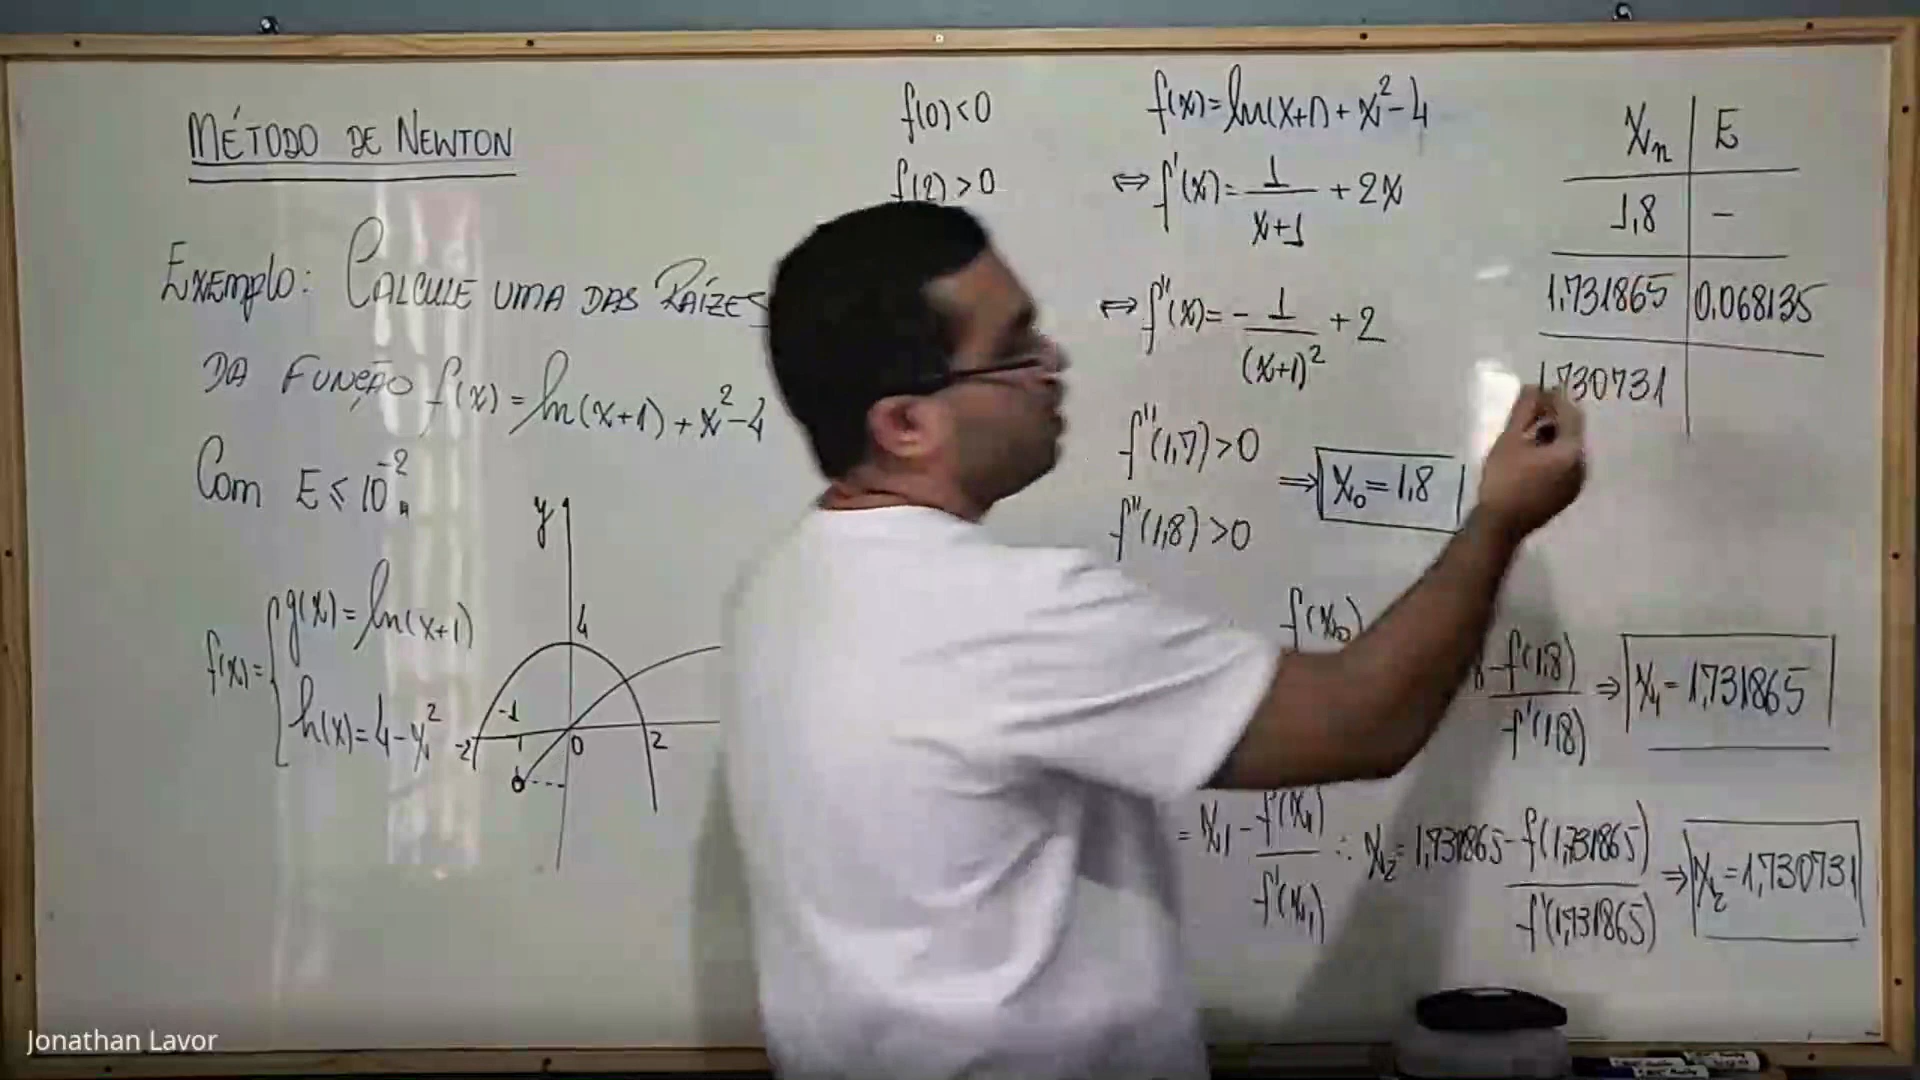 MÉTODO DE NEWTON
EXEMPLO: CALCULE UMA DAS RAÍZES
DA FUNÇÃO f(x) = ln(x+1) + x² - 4
COM E ≤ 10⁻².
f(x) = { g(x) = ln(x+1)
h(x) = 4 - x²
y
4
-1
-2
0
2
f(0) < 0
f(2) > 0
f(x) = ln(x+1) + x² - 4
⇔ f'(x) = 1/(x+1) + 2x
⇔ f''(x) = -1/(x+1)² + 2
f''(1,7) > 0
f''(1,8) > 0
⇒ x₀ = 1,8
f(x₀)
8 - f(1,8)/f'(1,8) ⇒ x₁ = 1,731865
= x₁ - f(x₁)/f'(x₁) ∴ x₂ = 1,731865 - f(1,731865)/f'(1,731865) ⇒ x₂ = 1,730731
xₙ | E
1,8 | -
1,731865 | 0,068135
1,730731
Jonathan Lavor